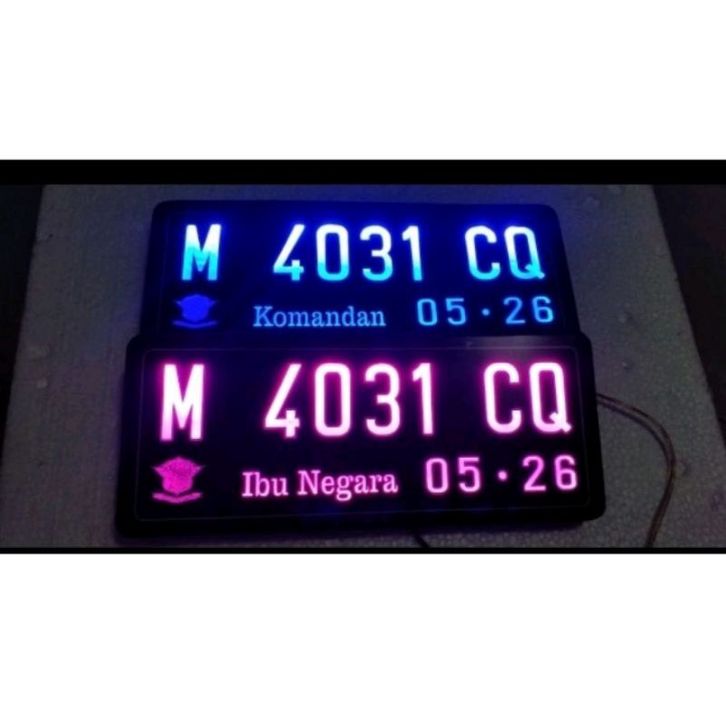 M 4031 CQ
Komandan 05·26
M 4031 CQ
Ibu Negara 05·26